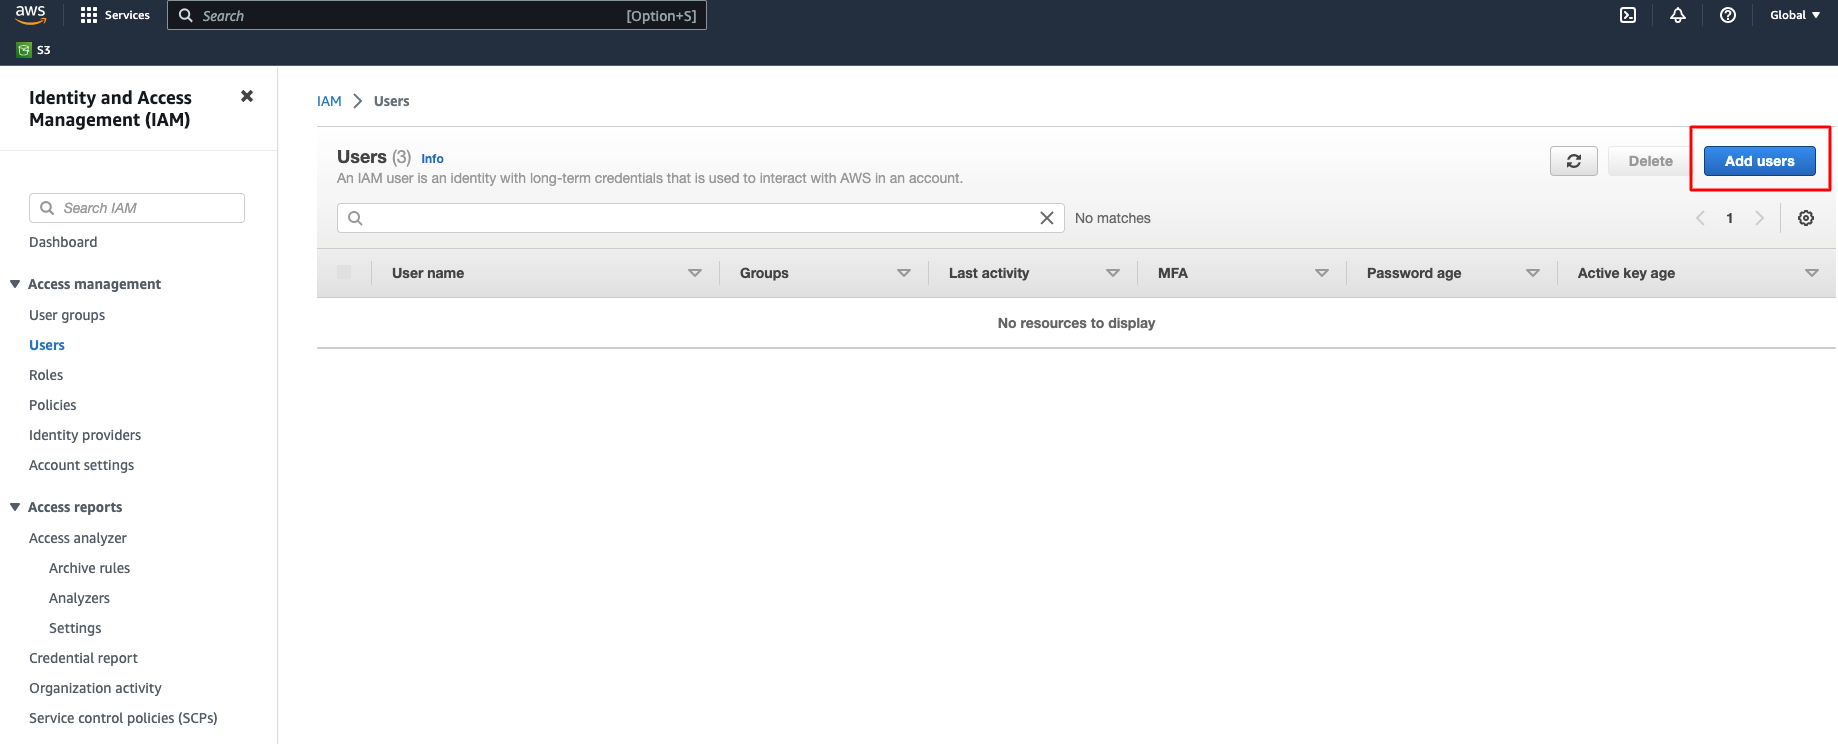 aws
Services
Search
[Option+S]
Global
S3
Identity and Access
Management (IAM)
Search IAM
Dashboard
Access management
User groups
Users
Roles
Policies
Identity providers
Account settings
Access reports
Access analyzer
Archive rules
Analyzers
Settings
Credential report
Organization activity
Service control policies (SCPs)
IAM > Users
Users (3) Info
An IAM user is an identity with long-term credentials that is used to interact with AWS in an account.
Delete
Add users
No matches
1
User name
Groups
Last activity
MFA
Password age
Active key age
No resources to display